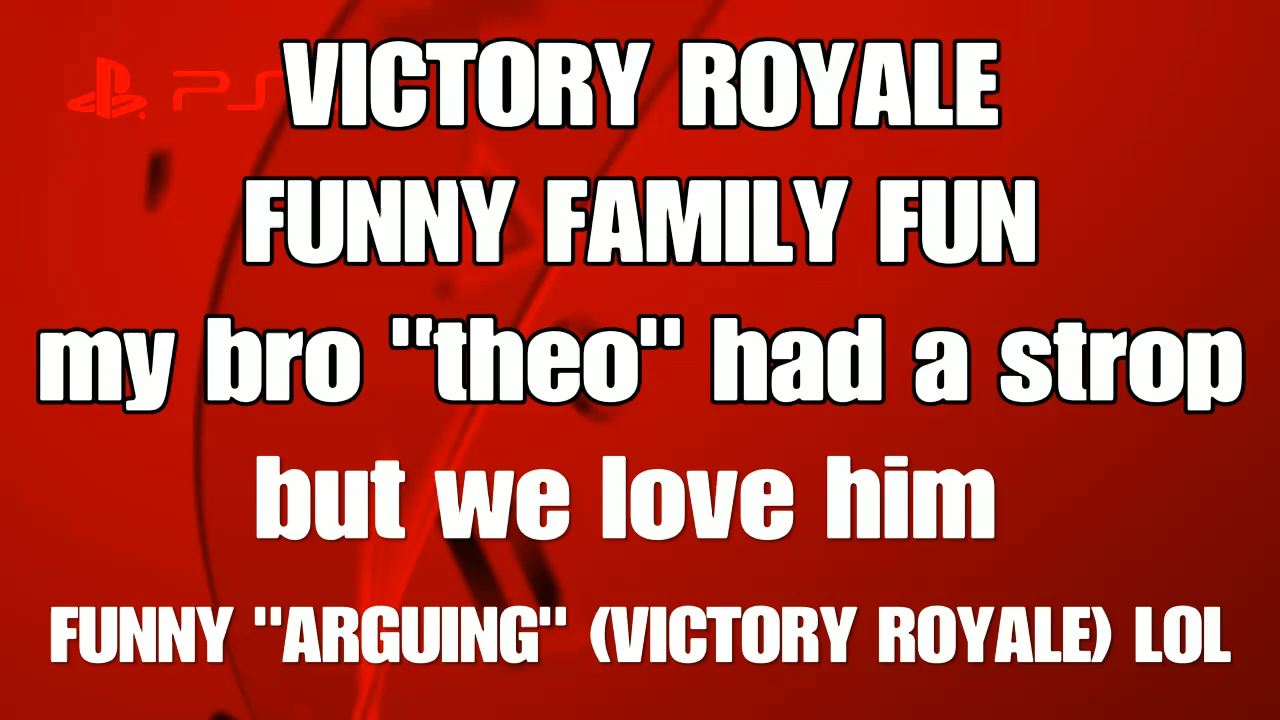 PS
VICTORY ROYALE
FUNNY FAMILY FUN
my bro "theo" had a strop
but we love him
FUNNY "ARGUING" (VICTORY ROYALE) LOL